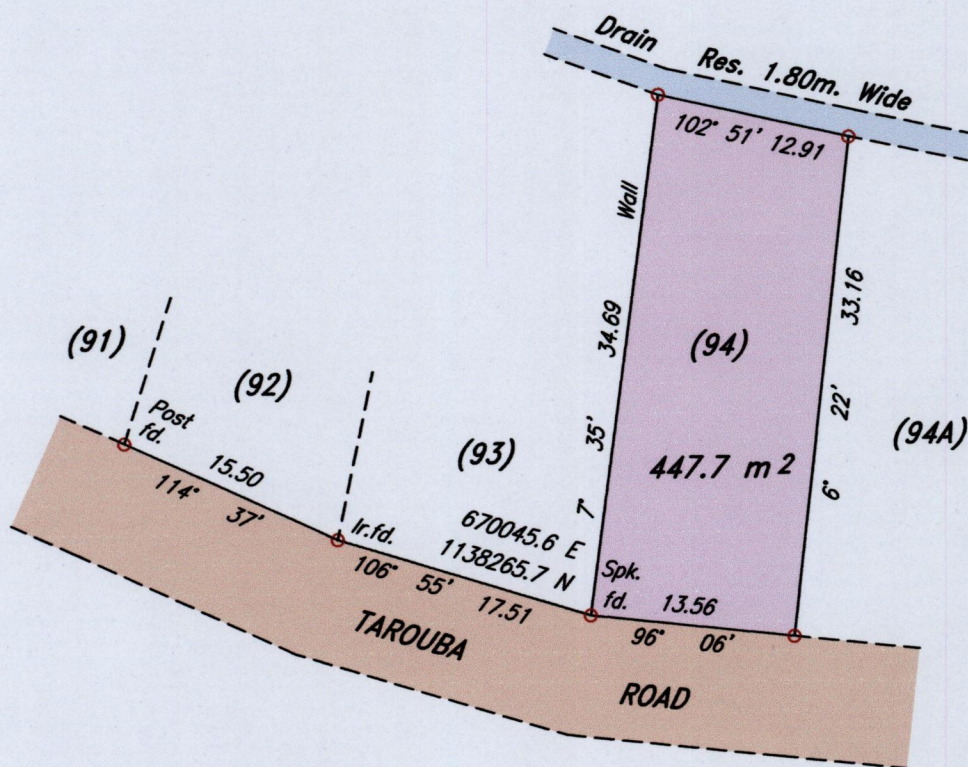 Drain Res. 1.80m. Wide
102° 51' 12.91
Wall
34.69
35'
7°
33.16
22'
6°
(94)
447.7 m²
(94A)
(91)
(92)
(93)
Post
fd.
15.50
114° 37'
Ir.fd.
670045.6 E
1138265.7 N
106° 55' 17.51
Spk.
fd. 13.56
96° 06'
TAROUBA ROAD